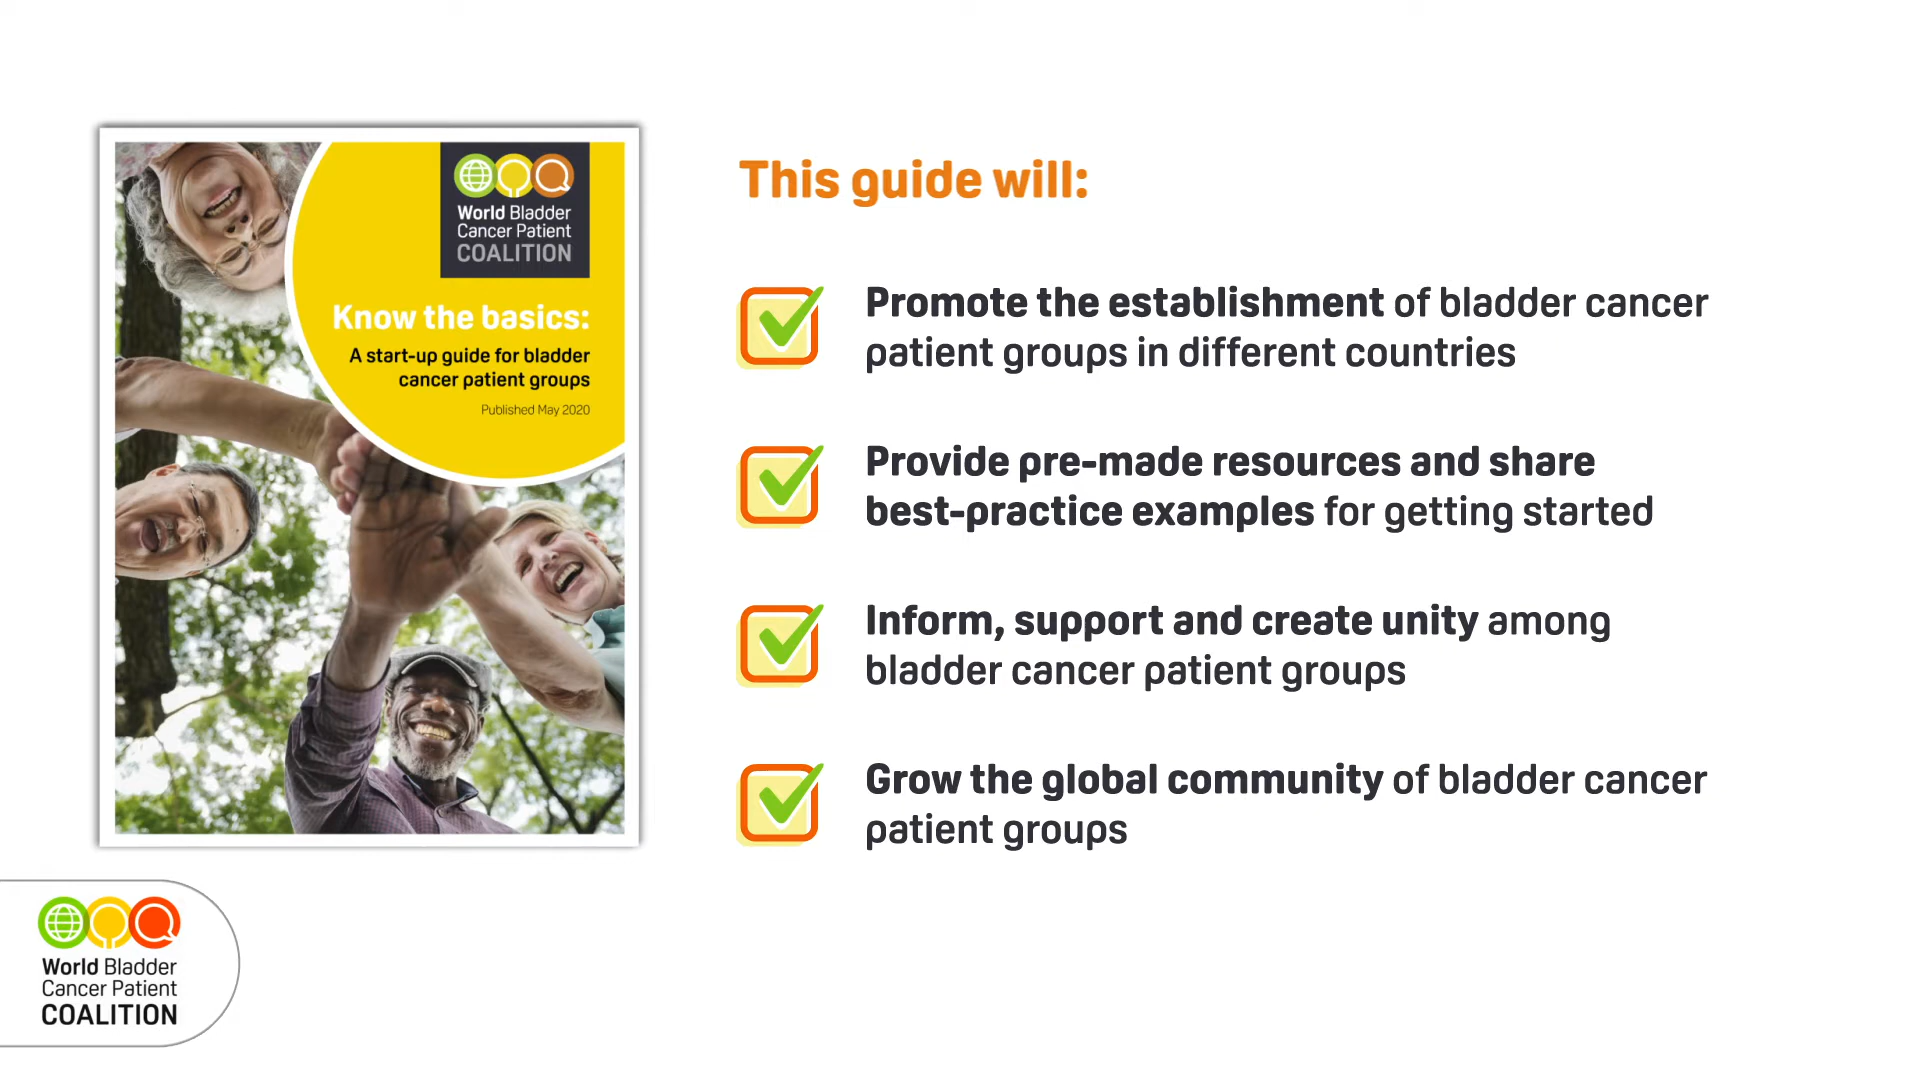 World Bladder
Cancer Patient
COALITION
Know the basics:
A start-up guide for bladder
cancer patient groups
Published May 2020
This guide will:
Promote the establishment of bladder cancer
patient groups in different countries
Provide pre-made resources and share
best-practice examples for getting started
Inform, support and create unity among
bladder cancer patient groups
Grow the global community of bladder cancer
patient groups
World Bladder
Cancer Patient
COALITION